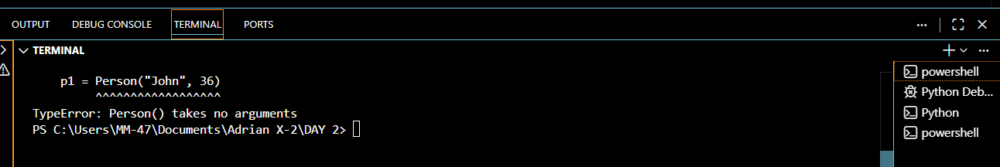 OUTPUT DEBUG CONSOLE TERMINAL PORTS
TERMINAL
p1 = Person("John", 36)
^^^^^^^^^^^^^^^^^^
TypeError: Person() takes no arguments
PS C:\Users\MM-47\Documents\Adrian X-2\DAY 2>
powershell
Python Deb...
Python
powershell